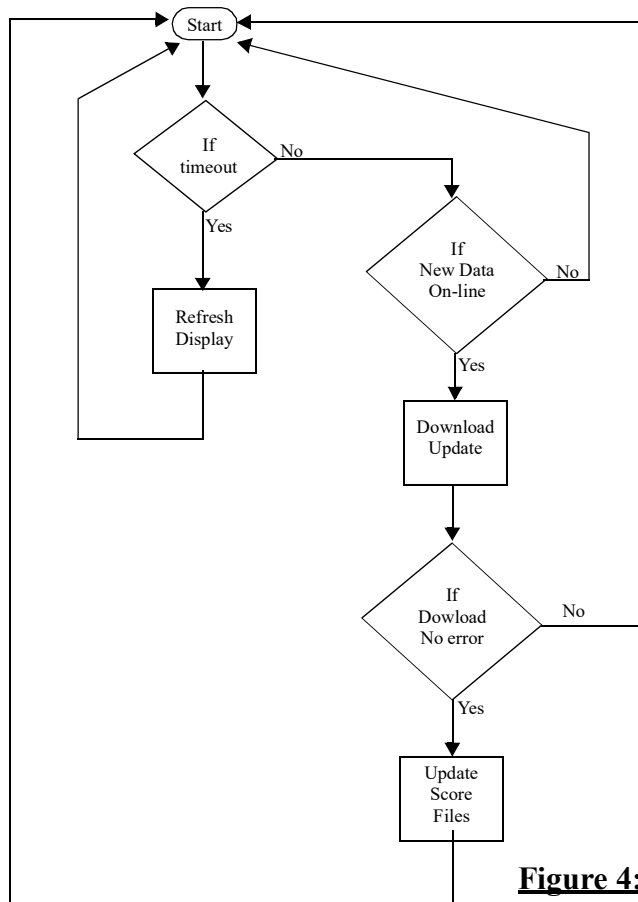 Start
If
timeout
No
Yes
If
New Data
On-line
No
Refresh
Display
Yes
Download
Update
If
Dowload
No error
No
Yes
Update
Score
Files
Figure 4: